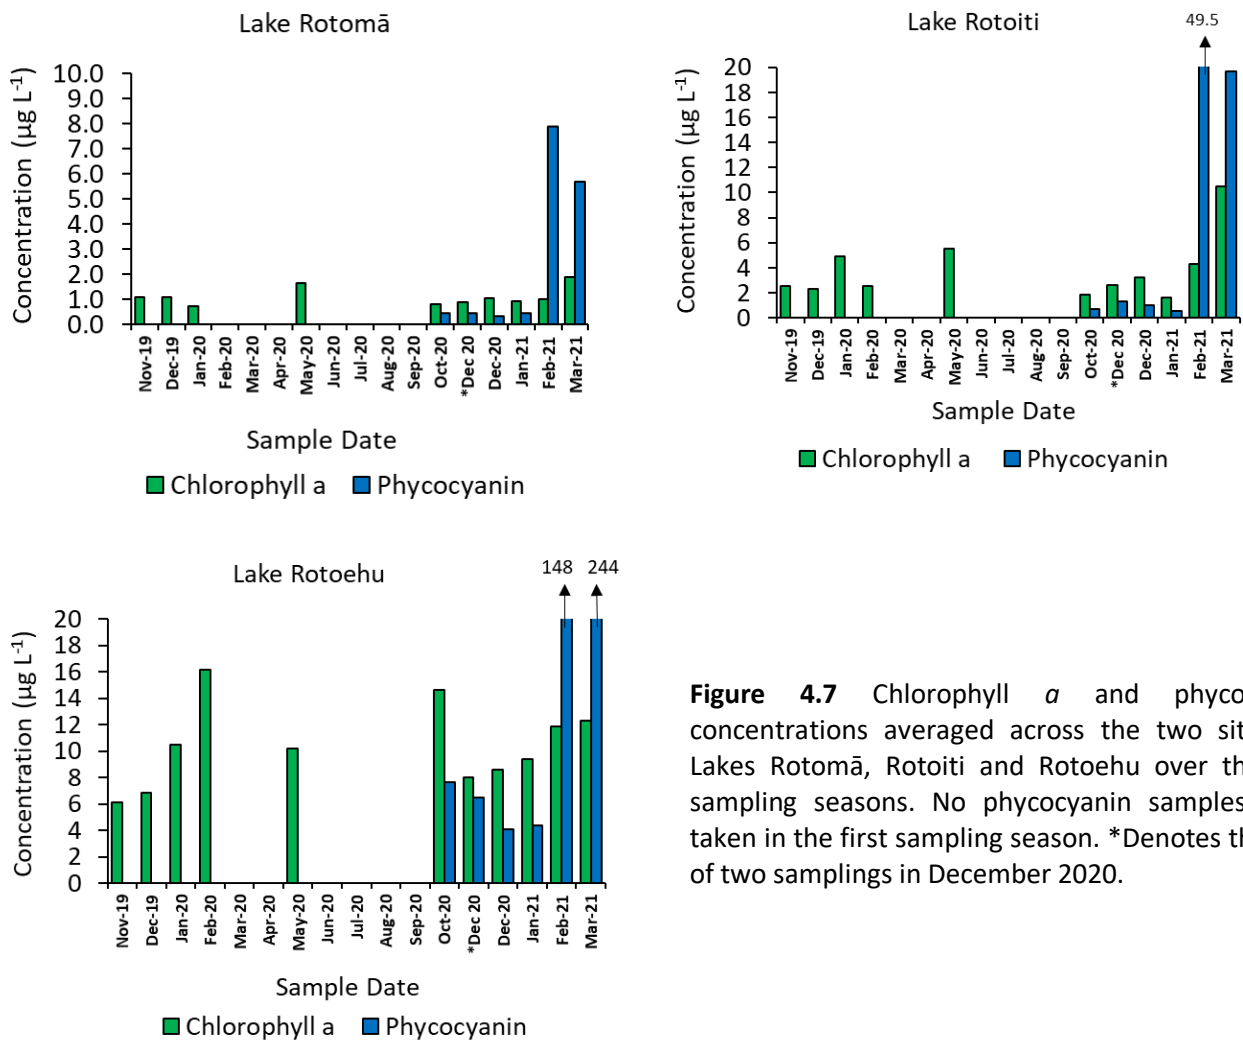 Lake Rotomā
Concentration (µg L-1)
10.0
9.0
8.0
7.0
6.0
5.0
4.0
3.0
2.0
1.0
0.0
Nov-19
Dec-19
Jan-20
Feb-20
Mar-20
Apr-20
May-20
Jun-20
Jul-20
Aug-20
Sep-20
Oct-20
*Dec 20
Dec-20
Jan-21
Feb-21
Mar-21
Sample Date
Chlorophyll a Phycocyanin
Lake Rotoiti
49.5
Concentration (µg L-1)
20
18
16
14
12
10
8
6
4
2
0
Nov-19
Dec-19
Jan-20
Feb-20
Mar-20
Apr-20
May-20
Jun-20
Jul-20
Aug-20
Sep-20
Oct-20
*Dec 20
Dec-20
Jan-21
Feb-21
Mar-21
Sample Date
Chlorophyll a Phycocyanin
Lake Rotoehu
148 244
Concentration (µg L-1)
20
18
16
14
12
10
8
6
4
2
0
Nov-19
Dec-19
Jan-20
Feb-20
Mar-20
Apr-20
May-20
Jun-20
Jul-20
Aug-20
Sep-20
Oct-20
*Dec 20
Dec-20
Jan-21
Feb-21
Mar-21
Sample Date
Chlorophyll a Phycocyanin
Figure 4.7 Chlorophyll a and phyco
concentrations averaged across the two sit
Lakes Rotomā, Rotoiti and Rotoehu over th
sampling seasons. No phycocyanin samples
taken in the first sampling season. *Denotes th
of two samplings in December 2020.